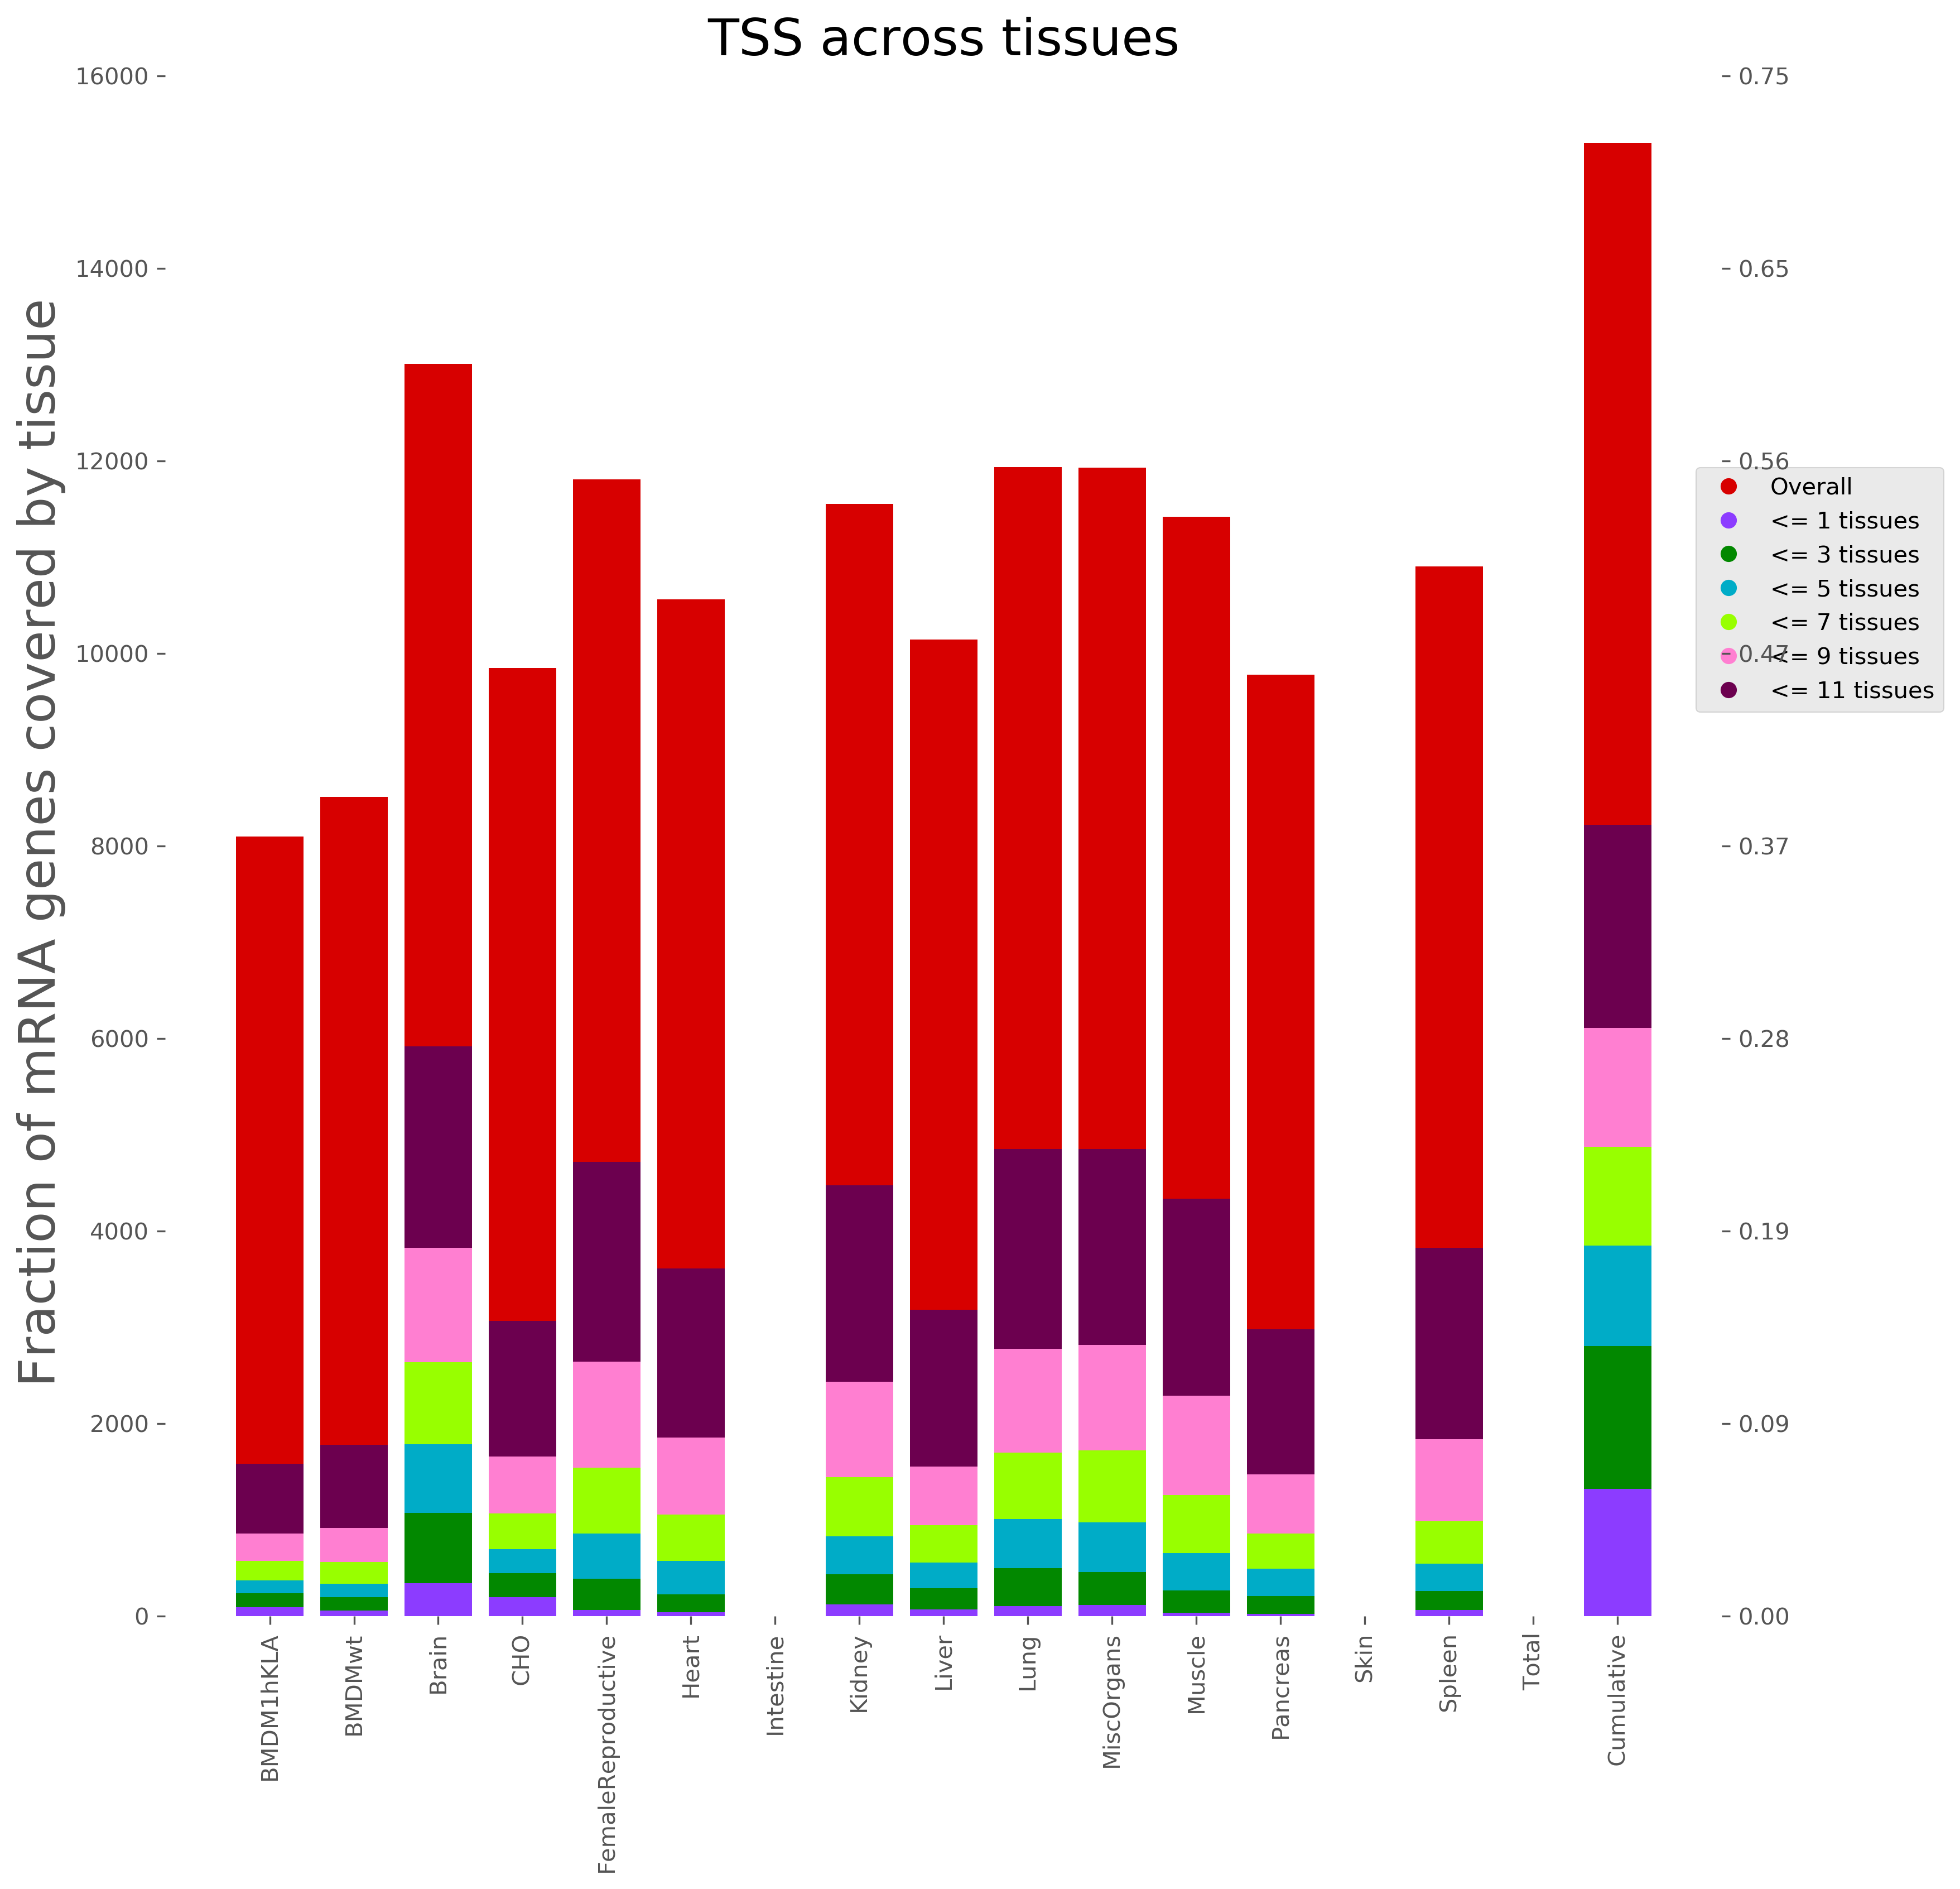 TSS across tissues
Fraction of mRNA genes covered by tissue
16000
14000
12000
10000
8000
6000
4000
2000
0
0.75
0.65
0.56
0.47
0.37
0.28
0.19
0.09
0.00
Overall
<= 1 tissues
<= 3 tissues
<= 5 tissues
<= 7 tissues
<= 9 tissues
<= 11 tissues
BMDM1hKLA
BMDMwt
Brain
CHO
FemaleReproductive
Heart
Intestine
Kidney
Liver
Lung
MiscOrgans
Muscle
Pancreas
Skin
Spleen
Total
Cumulative